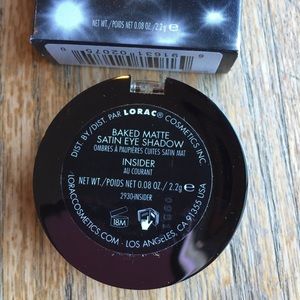 NET WT./POIDS NET 0.08 OZ / 2.2g
DIST. BY/DIST. PAR LORAC® COSMETICS INC.
BAKED MATTE
SATIN EYE SHADOW
OMBRES À PAUPIÈRES CUITES SATIN MAT
INSIDER
AU COURANT
NET WT./POIDS NET 0.08 OZ. / 2.2g
2930-INSIDER
18M
LORACCOSMETICS.COM - LOS ANGELES, CA 91355 USA